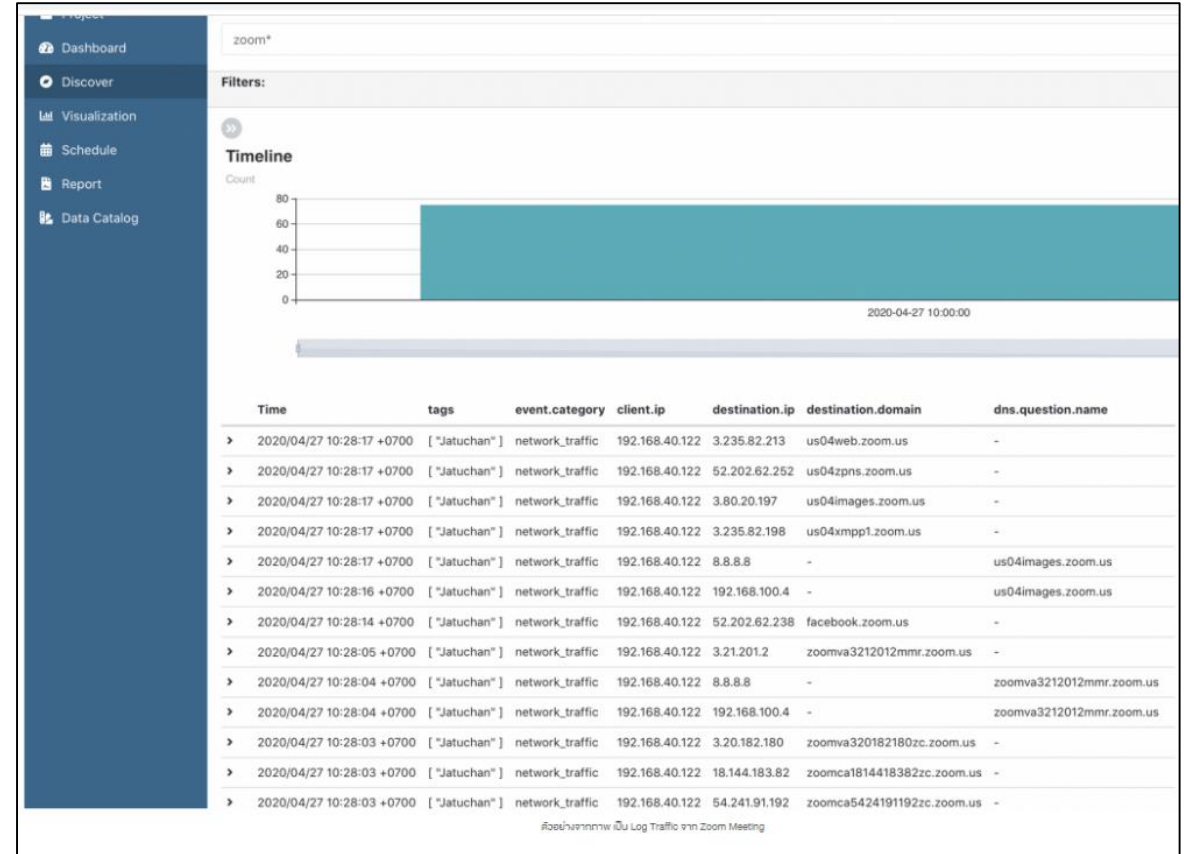 Project
Dashboard
Discover
Visualization
Schedule
Report
Data Catalog
zoom*
Filters:
Timeline
Count
80
60
40
20
0
2020-04-27 10:00:00
Time tags event.category client.ip destination.ip destination.domain dns.question.name
2020/04/27 10:28:17 +0700 [ "Jatuchan" ] network_traffic 192.168.40.122 3.235.82.213 us04web.zoom.us -
2020/04/27 10:28:17 +0700 [ "Jatuchan" ] network_traffic 192.168.40.122 52.202.62.252 us04zpns.zoom.us -
2020/04/27 10:28:17 +0700 [ "Jatuchan" ] network_traffic 192.168.40.122 3.80.20.197 us04images.zoom.us -
2020/04/27 10:28:17 +0700 [ "Jatuchan" ] network_traffic 192.168.40.122 3.235.82.198 us04xmpp1.zoom.us -
2020/04/27 10:28:17 +0700 [ "Jatuchan" ] network_traffic 192.168.40.122 8.8.8.8 - us04images.zoom.us
2020/04/27 10:28:16 +0700 [ "Jatuchan" ] network_traffic 192.168.40.122 192.168.100.4 - us04images.zoom.us
2020/04/27 10:28:14 +0700 [ "Jatuchan" ] network_traffic 192.168.40.122 52.202.62.238 facebook.zoom.us -
2020/04/27 10:28:05 +0700 [ "Jatuchan" ] network_traffic 192.168.40.122 3.21.201.2 zoomva3212012mmr.zoom.us -
2020/04/27 10:28:04 +0700 [ "Jatuchan" ] network_traffic 192.168.40.122 8.8.8.8 - zoomva3212012mmr.zoom.us
2020/04/27 10:28:04 +0700 [ "Jatuchan" ] network_traffic 192.168.40.122 192.168.100.4 - zoomva3212012mmr.zoom.us
2020/04/27 10:28:03 +0700 [ "Jatuchan" ] network_traffic 192.168.40.122 3.20.182.180 zoomva320182180zc.zoom.us -
2020/04/27 10:28:03 +0700 [ "Jatuchan" ] network_traffic 192.168.40.122 18.144.183.82 zoomca1814418382zc.zoom.us -
2020/04/27 10:28:03 +0700 [ "Jatuchan" ] network_traffic 192.168.40.122 54.241.91.192 zoomca5424191192zc.zoom.us -
ตัวอย่างจากภาพ เป็น Log Traffic จาก Zoom Meeting